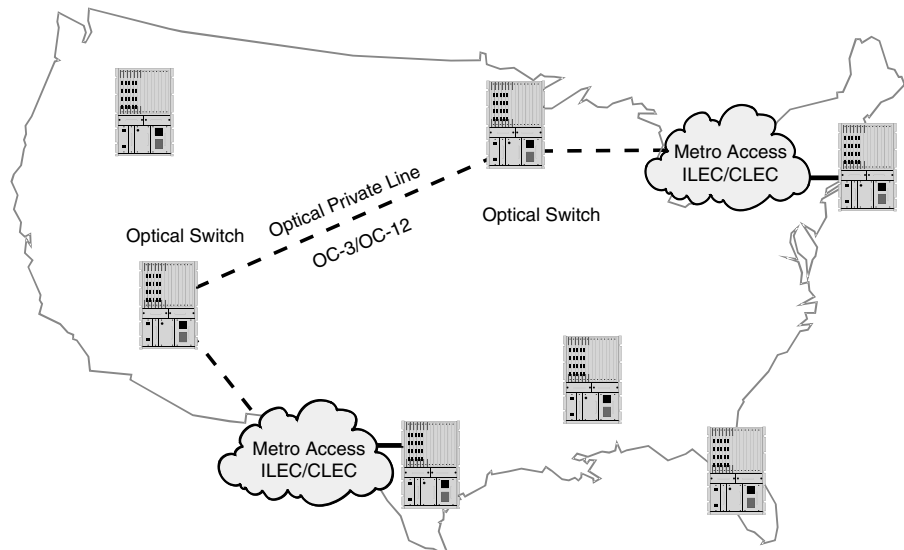 Metro Access
ILEC/CLEC
Optical Private Line
OC-3/OC-12
Optical Switch
Optical Switch
Metro Access
ILEC/CLEC